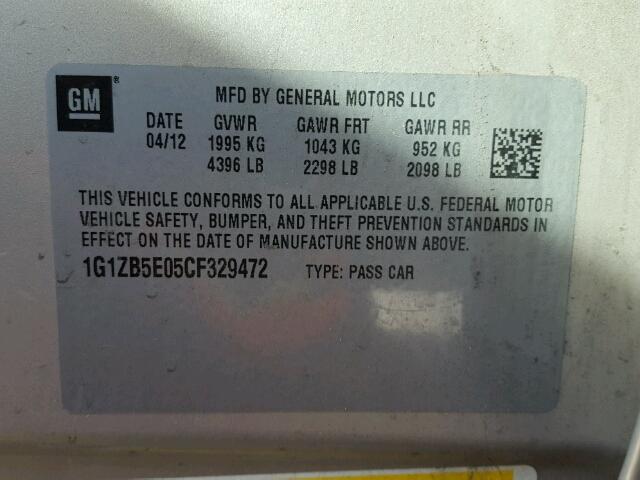 GM®
MFD BY GENERAL MOTORS LLC
DATE GVWR GAWR FRT GAWR RR
04/12 1995 KG 1043 KG 952 KG
4396 LB 2298 LB 2098 LB
THIS VEHICLE CONFORMS TO ALL APPLICABLE U.S. FEDERAL MOTOR
VEHICLE SAFETY, BUMPER, AND THEFT PREVENTION STANDARDS IN
EFFECT ON THE DATE OF MANUFACTURE SHOWN ABOVE.
1G1ZB5E05CF329472 TYPE: PASS CAR